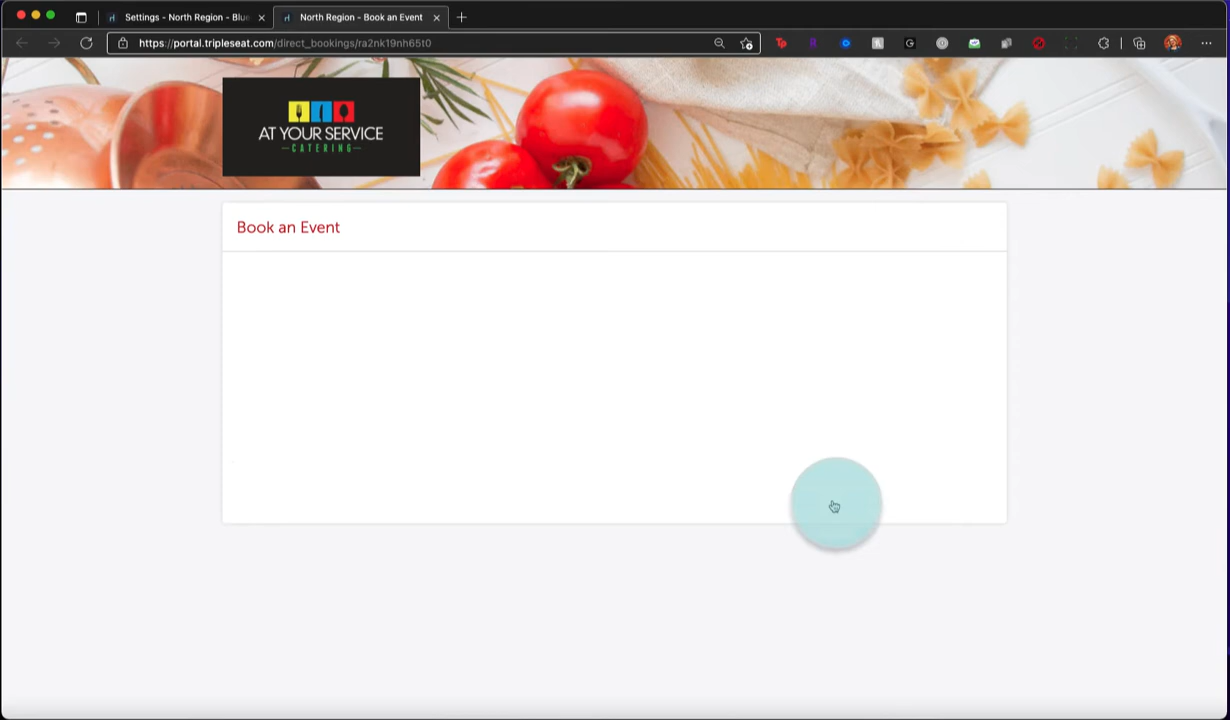 Settings - North Region - Blue
North Region - Book an Event
https://portal.tripleseat.com/direct_bookings/ra2nk19nh65t0
AT YOUR SERVICE
CATERING
Book an Event